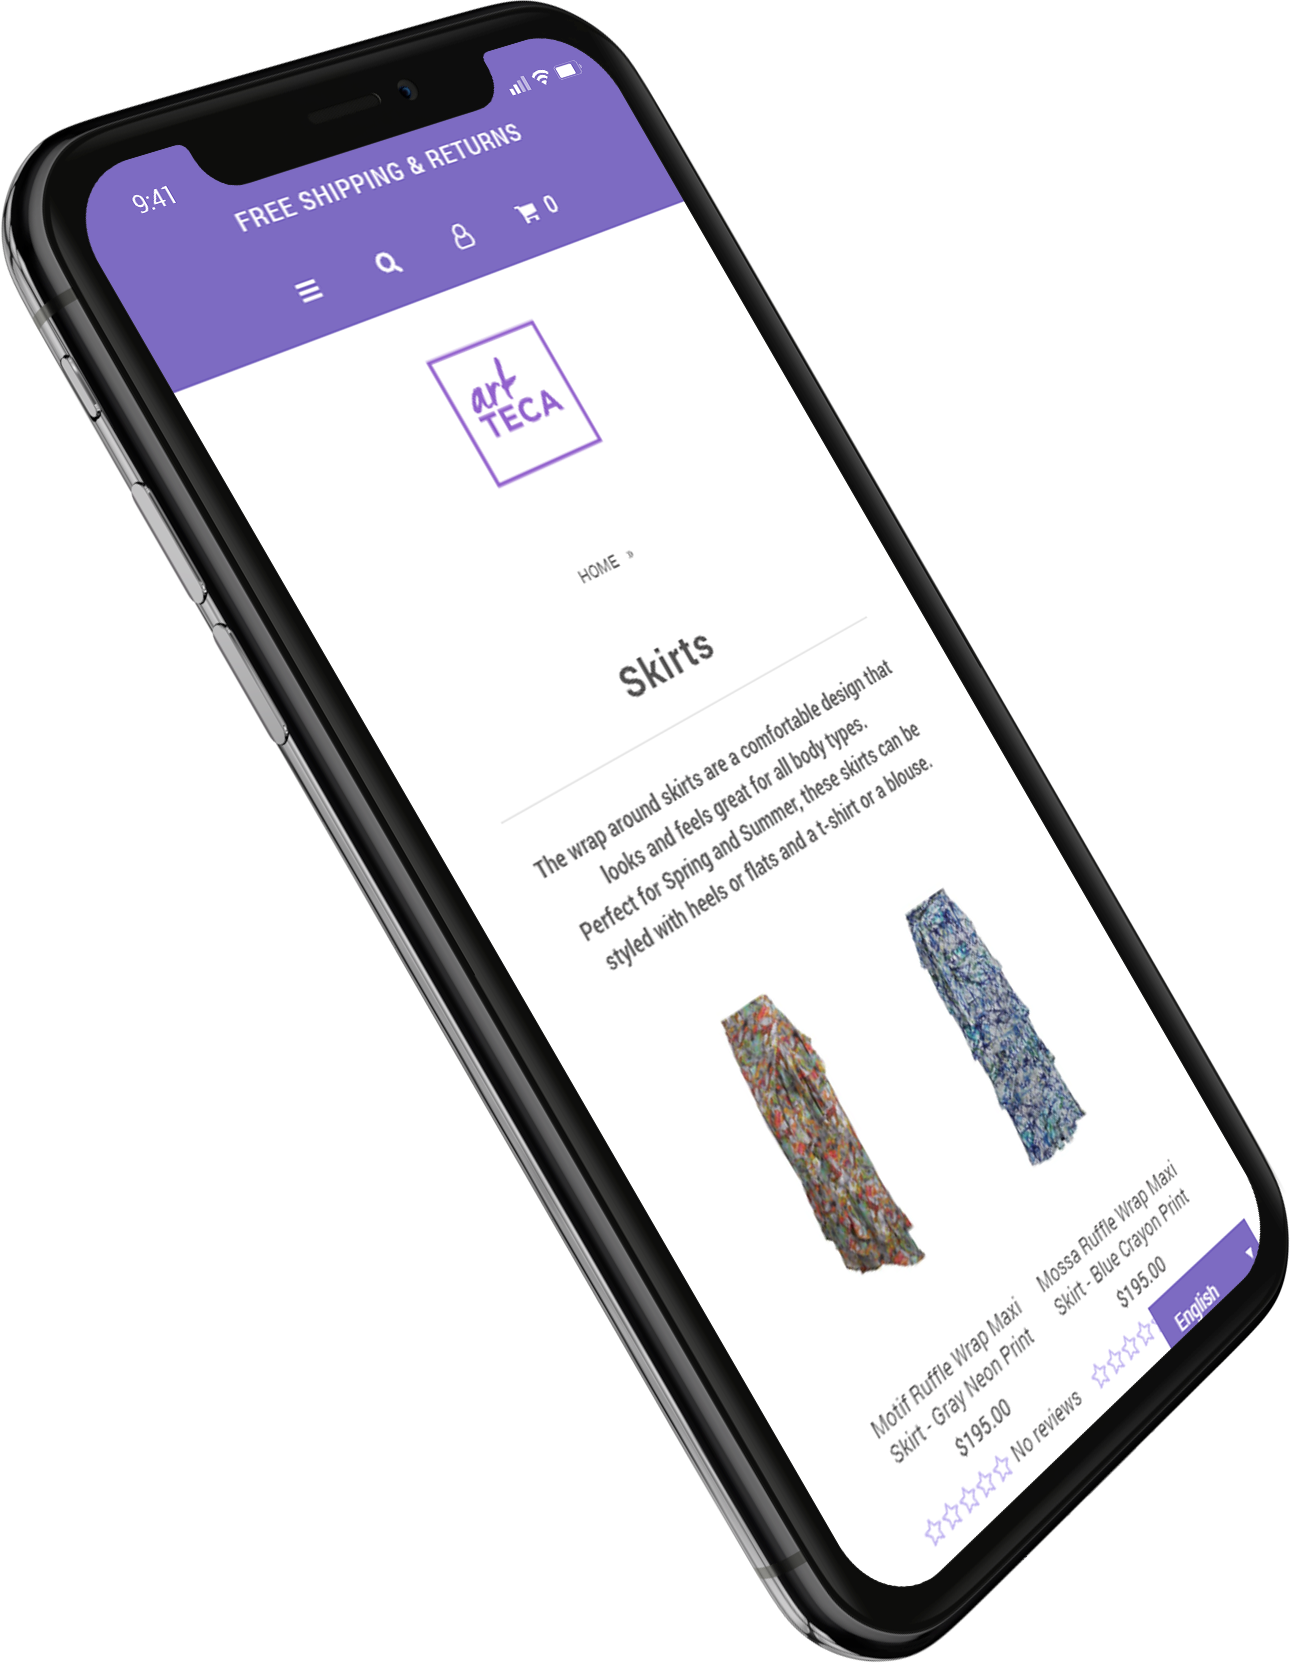 9:41
FREE SHIPPING & RETURNS
0
art
TECA
HOME »
Skirts
The wrap around skirts are a comfortable design that
looks and feels great for all body types.
Perfect for Spring and Summer, these skirts can be
styled with heels or flats and a t-shirt or a blouse.
Motif Ruffle Wrap Maxi
Skirt - Gray Neon Print
$195.00
No reviews
Mossa Ruffle Wrap Maxi
Skirt - Blue Crayon Print
$195.00
English